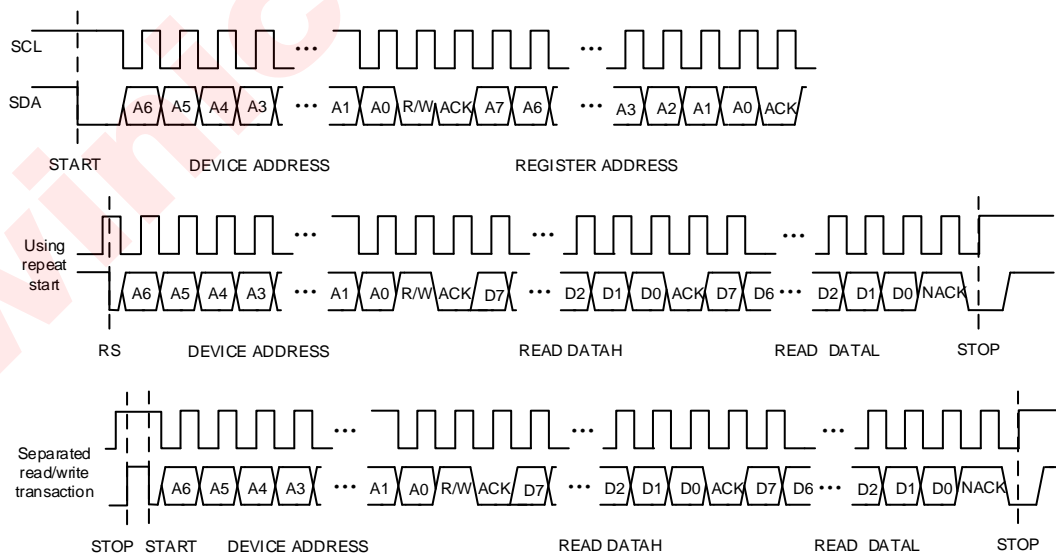 SCL
SDA A6 A5 A4 A3 ••• A1 A0 R/W ACK A7 A6 ••• A3 A2 A1 A0 ACK
START DEVICE ADDRESS REGISTER ADDRESS
Using
repeat
start
A6 A5 A4 A3 ••• A1 A0 R/W ACK D7 ••• D2 D1 D0 ACK D7 D6 ••• D2 D1 D0 NACK
RS DEVICE ADDRESS READ DATAH READ DATAL STOP
Separated
read/write
transaction
A6 A5 A4 A3 ••• A1 A0 R/W ACK D7 ••• D2 D1 D0 ACK D7 D6 ••• D2 D1 D0 NACK
STOP START DEVICE ADDRESS READ DATAH READ DATAL STOP
winic